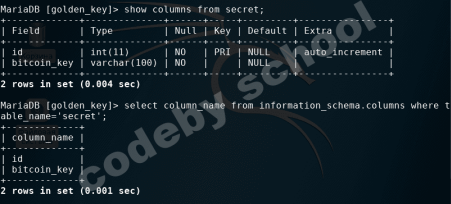 MariaDB [golden_key]> show columns from secret;
+-------------+--------------+------+-----+---------+----------------+
| Field | Type | Null | Key | Default | Extra |
+-------------+--------------+------+-----+---------+----------------+
| id | int(11) | NO | PRI | NULL | auto_increment |
| bitcoin_key | varchar(100) | NO | | NULL | |
+-------------+--------------+------+-----+---------+----------------+
2 rows in set (0.004 sec)
MariaDB [golden_key]> select column_name from information_schema.columns where t
able_name='secret';
+-------------+
| column_name |
+-------------+
| id |
| bitcoin_key |
+-------------+
2 rows in set (0.001 sec)
codeby school